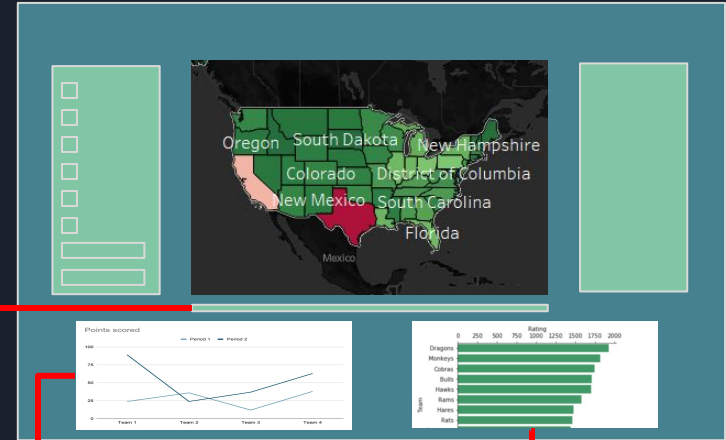 Oregon South Dakota New Hampshire
Colorado District of Columbia
New Mexico South Carolina
Florida
Mexico
Points scored
Period 1 Period 2
100
75
50
25
0
Team 1 Team 2 Team 3 Team 4
Rating
0 250 500 750 1000 1250 1500 1750 2000
Team
Dragons
Monkeys
Cobras
Bulls
Hawks
Rams
Hares
Rats